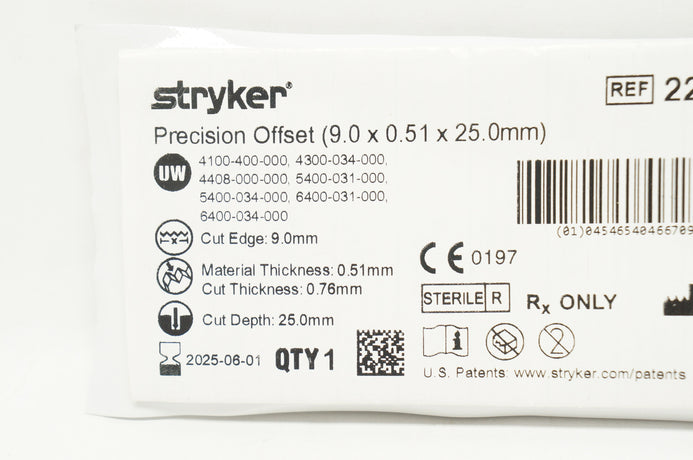 stryker®
REF 22
Precision Offset (9.0 x 0.51 x 25.0mm)
UW 4100-400-000, 4300-034-000,
4408-000-000, 5400-031-000,
5400-034-000, 6400-031-000,
6400-034-000
(01)04546540466709
Cut Edge: 9.0mm
CE 0197
Material Thickness: 0.51mm
Cut Thickness: 0.76mm
STERILE R
Rx ONLY
Cut Depth: 25.0mm
2
2025-06-01 QTY 1
U.S. Patents: www.stryker.com/patents